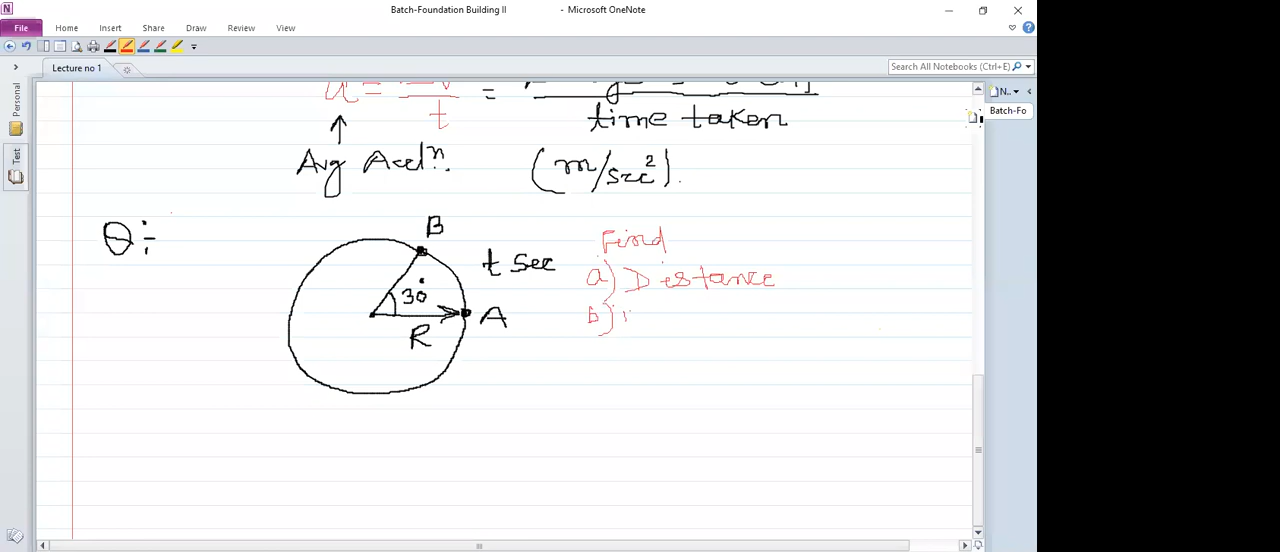 Batch-Foundation Building II - Microsoft OneNote
File Home Insert Share Draw Review View
Lecture no 1
Search All Notebooks (Ctrl+E)
Personal
Test
N..
Batch-Fo
t =
time taken
Avg Accln. (m/sec2).
Q:-
B
t sec
30°
R
A
Find
a) Distance
b)